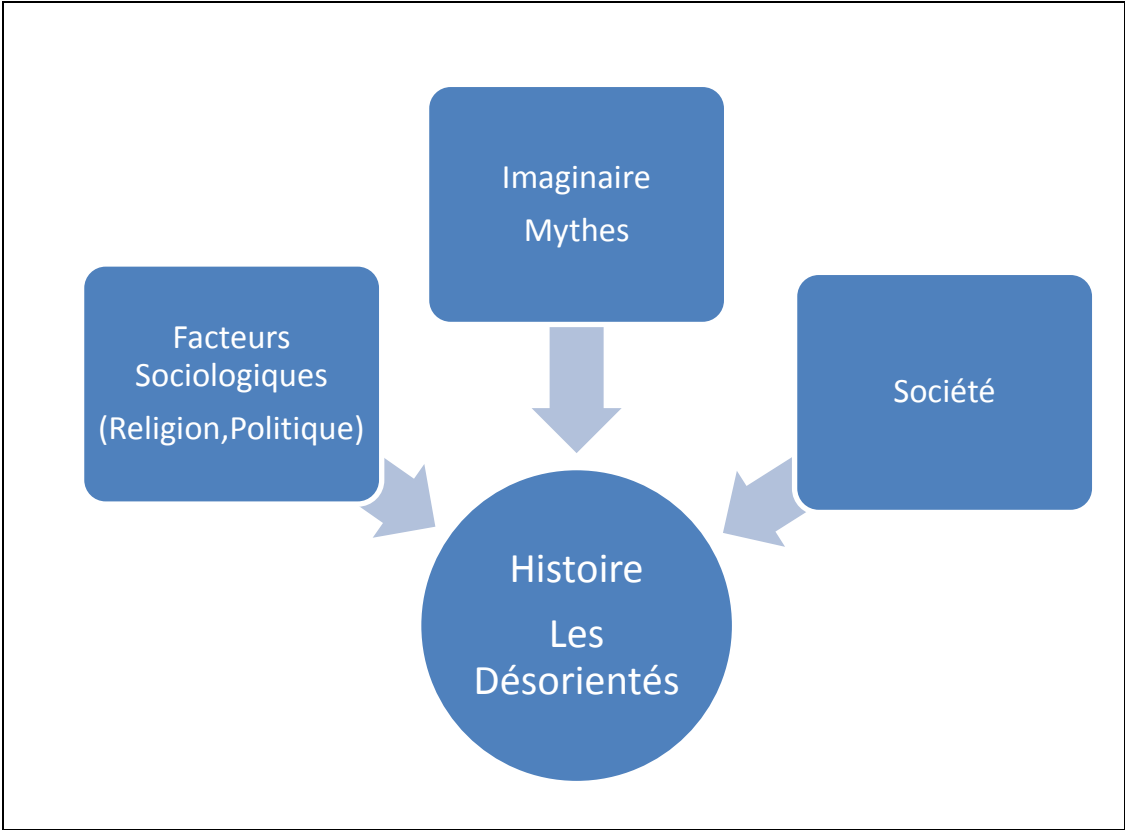 Imaginaire
Mythes
Facteurs
Sociologiques
(Religion,Politique)
Société
Histoire
Les
Désorientés